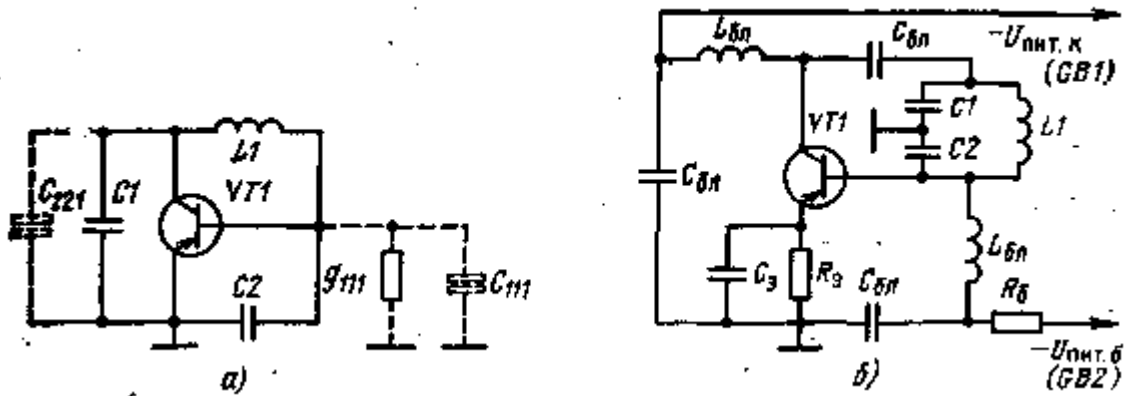 C221
C1
VT1
L1
C2
g111
C111
а)
Lбл
Cбл
-Uпит. к
(GB1)
C1
C2
L1
VT1
Cбл
Lбл
Cэ
Rэ
Cбл
Rб
-Uпит. б
(GB2)
б)